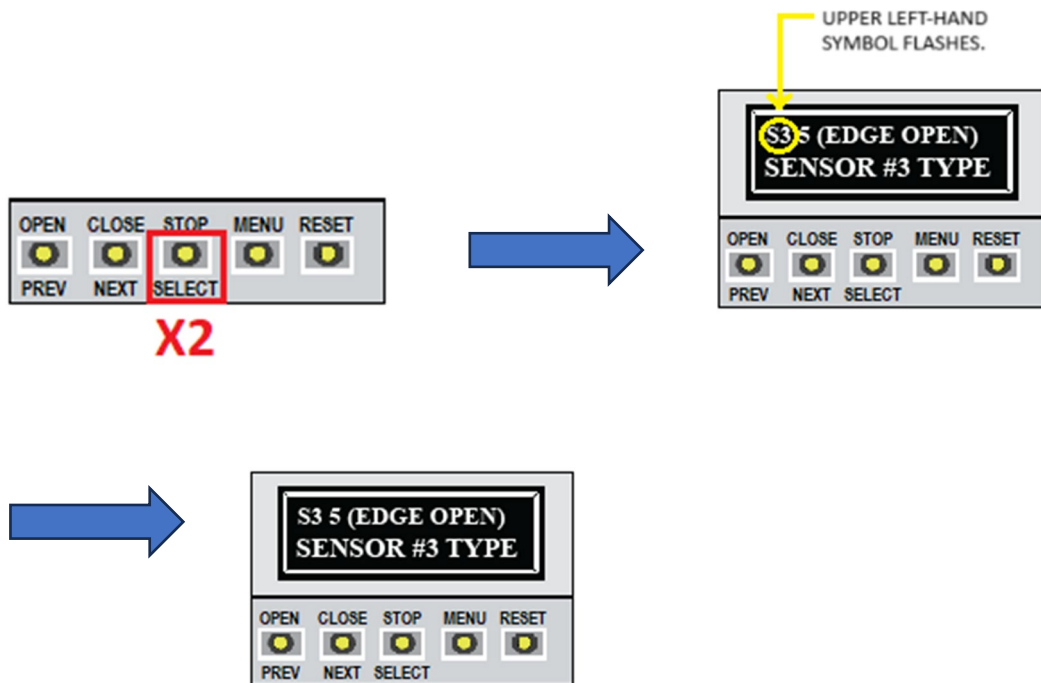 UPPER LEFT-HAND
SYMBOL FLASHES.
S3 5 (EDGE OPEN)
SENSOR #3 TYPE
OPEN CLOSE STOP MENU RESET
PREV NEXT SELECT
X2
OPEN CLOSE STOP MENU RESET
PREV NEXT SELECT
S3 5 (EDGE OPEN)
SENSOR #3 TYPE
OPEN CLOSE STOP MENU RESET
PREV NEXT SELECT